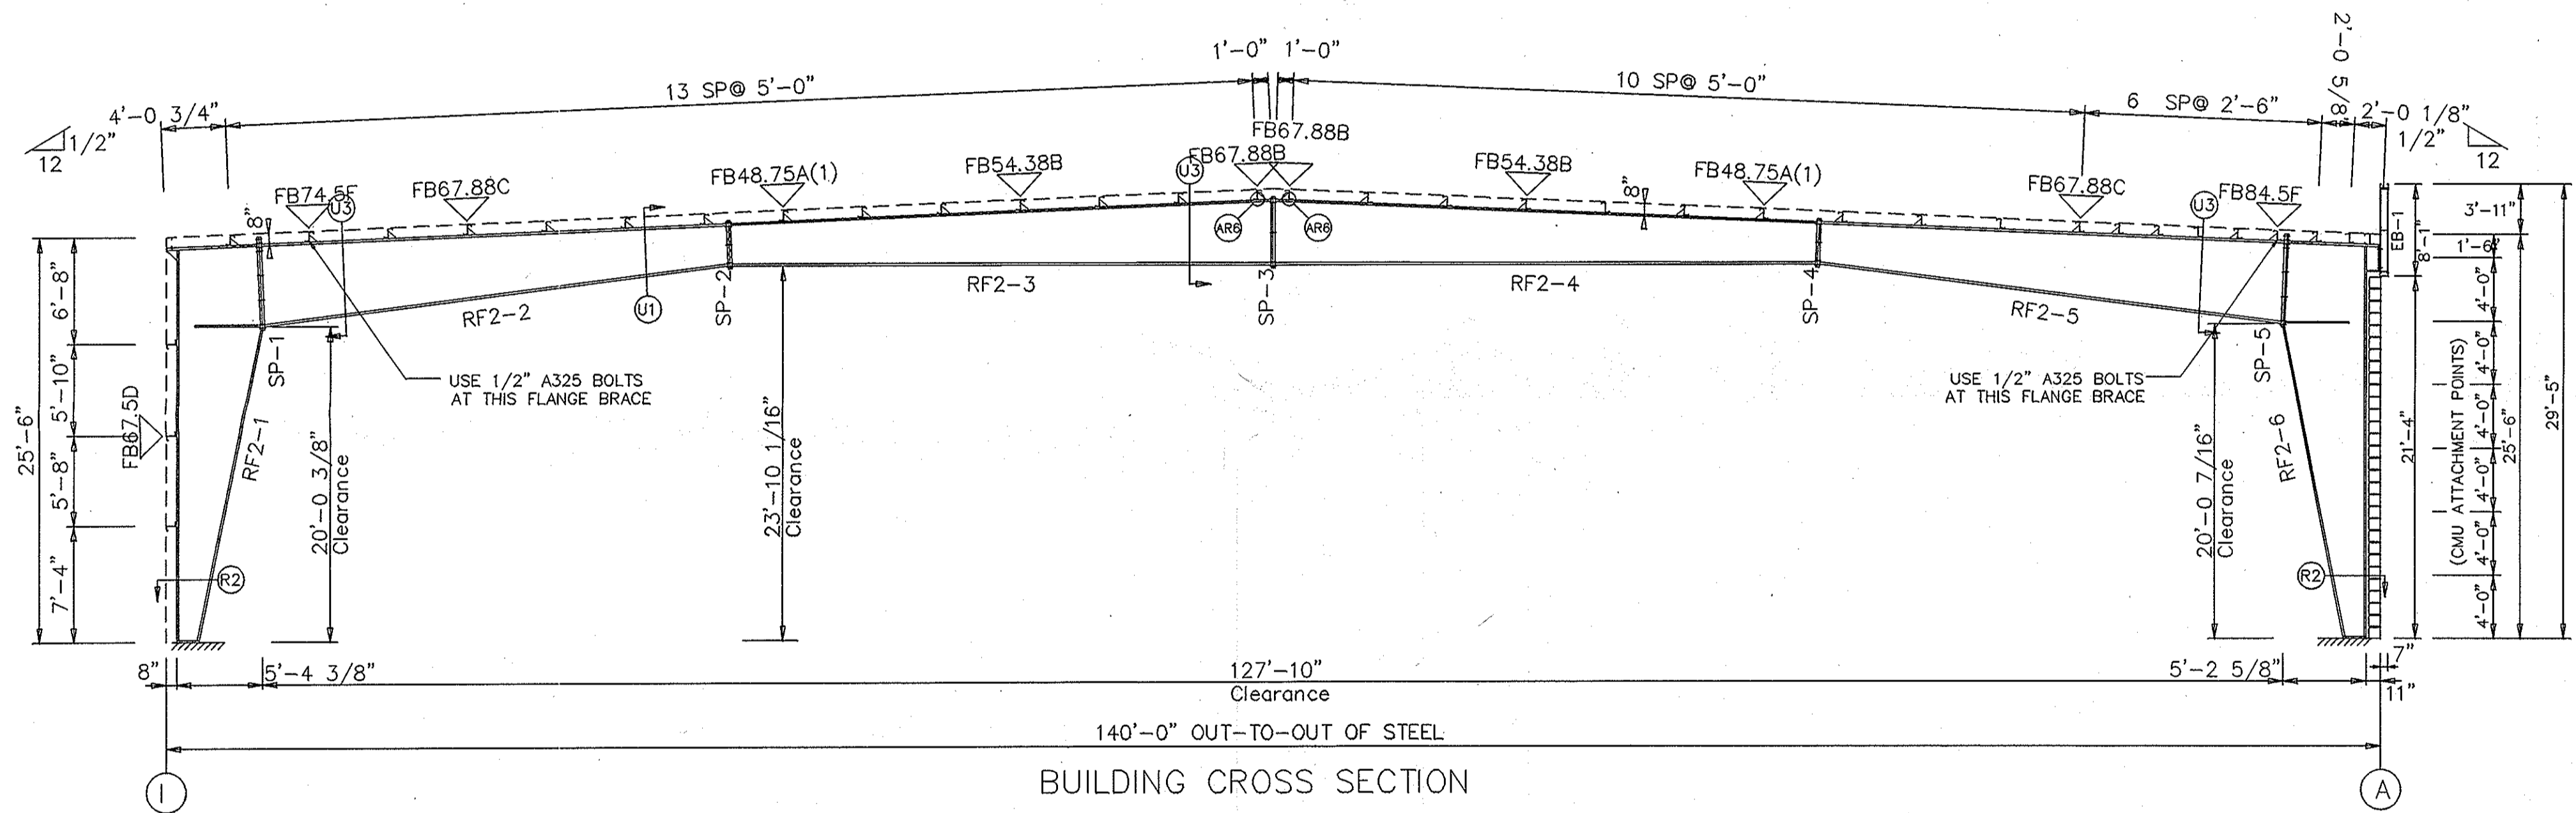 1'-0" 1'-0"
2'-0 5/8"
13 SP@ 5'-0"
10 SP@ 5'-0"
4'-0 3/4"
6 SP@ 2'-6"
2'-0 1/8"
1/2"
12
1/2"
12
FB67.88B
FB67.88B
FB74.5F
FB67.88C
FB48.75A(1)
FB54.38B
FB54.38B
FB48.75A(1)
FB67.88C
FB84.5F
U3
U3
U3
U1
8"
8"
AR6
AR6
EB-1
8'-1"
3'-11"
1'-6"
25'-6"
6'-8"
5'-10"
5'-8"
7'-4"
FB67.5D
RF2-1
SP-1
RF2-2
SP-2
RF2-3
SP-3
RF2-4
SP-4
RF2-5
SP-5
RF2-6
USE 1/2" A325 BOLTS
AT THIS FLANGE BRACE
USE 1/2" A325 BOLTS
AT THIS FLANGE BRACE
20'-0 3/8"
Clearance
23'-10 1/16"
Clearance
20'-0 7/16"
Clearance
21'-4"
(CMU ATTACHMENT POINTS)
4'-0"
4'-0"
4'-0"
4'-0"
4'-0"
4'-0"
25'-6"
29'-5"
R2
R2
8"
5'-4 3/8"
127'-10"
Clearance
5'-2 5/8"
7"
11"
140'-0" OUT-TO-OUT OF STEEL
BUILDING CROSS SECTION
A